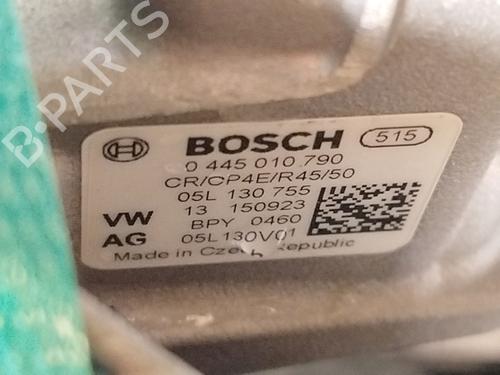 B-PARTS
BOSCH 515
0 445 010 790
CR/CP4E/R45/50
05L 130 755
VW 13 150923
BPY 0460
AG 05L130V01
Made in Czech Republic